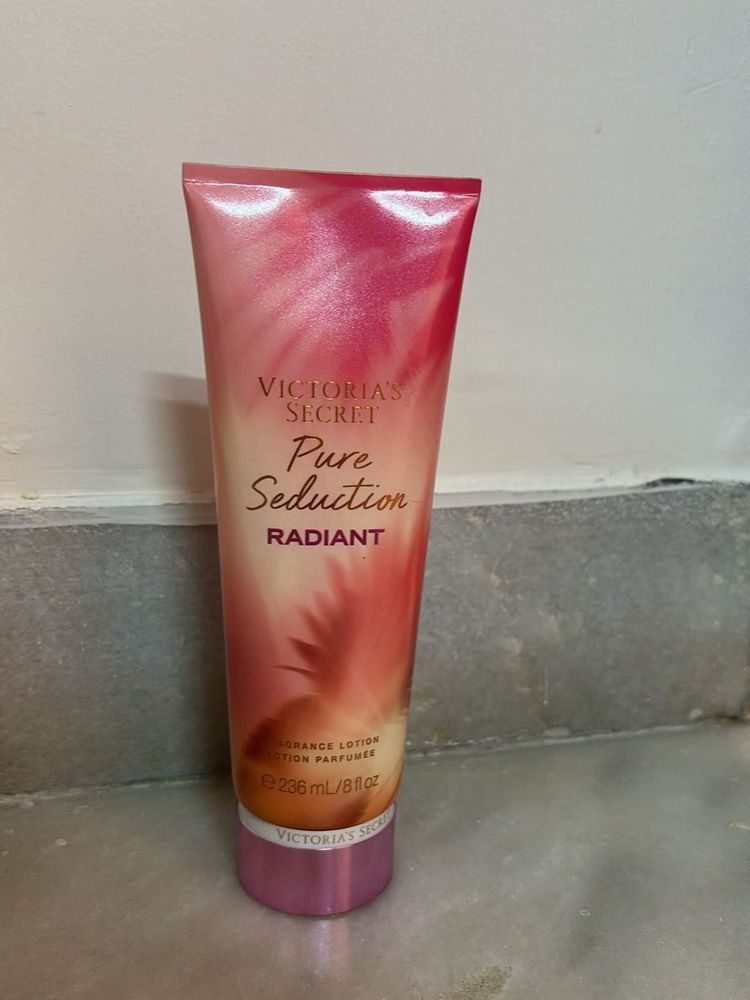 VICTORIA'S
SECRET
Pure
Seduction
RADIANT
FRAGRANCE LOTION
LOTION PARFUMÉE
℮ 236 mL/8 fl oz
VICTORIA'S SECRET